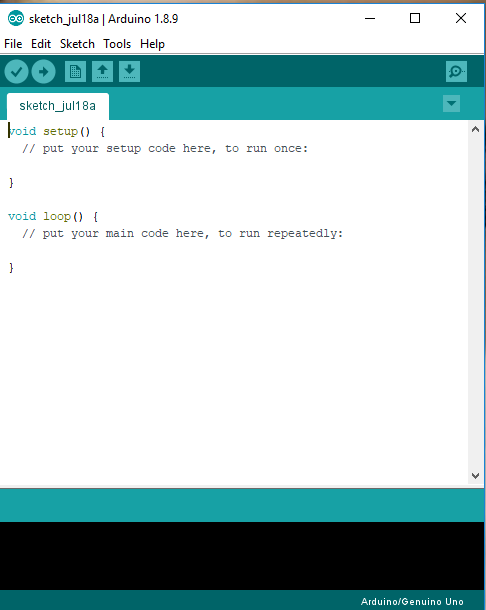 sketch_jul18a | Arduino 1.8.9
File Edit Sketch Tools Help
sketch_jul18a
void setup() {
  // put your setup code here, to run once:
}
void loop() {
  // put your main code here, to run repeatedly:
}
Arduino/Genuino Uno